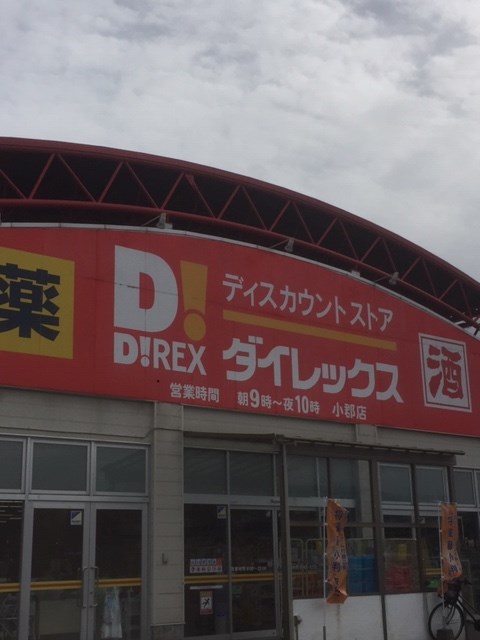 薬
D!
D!REX
ディスカウント ストア
ダイレックス
営業時間 朝9時〜夜10時 小郡店
酒